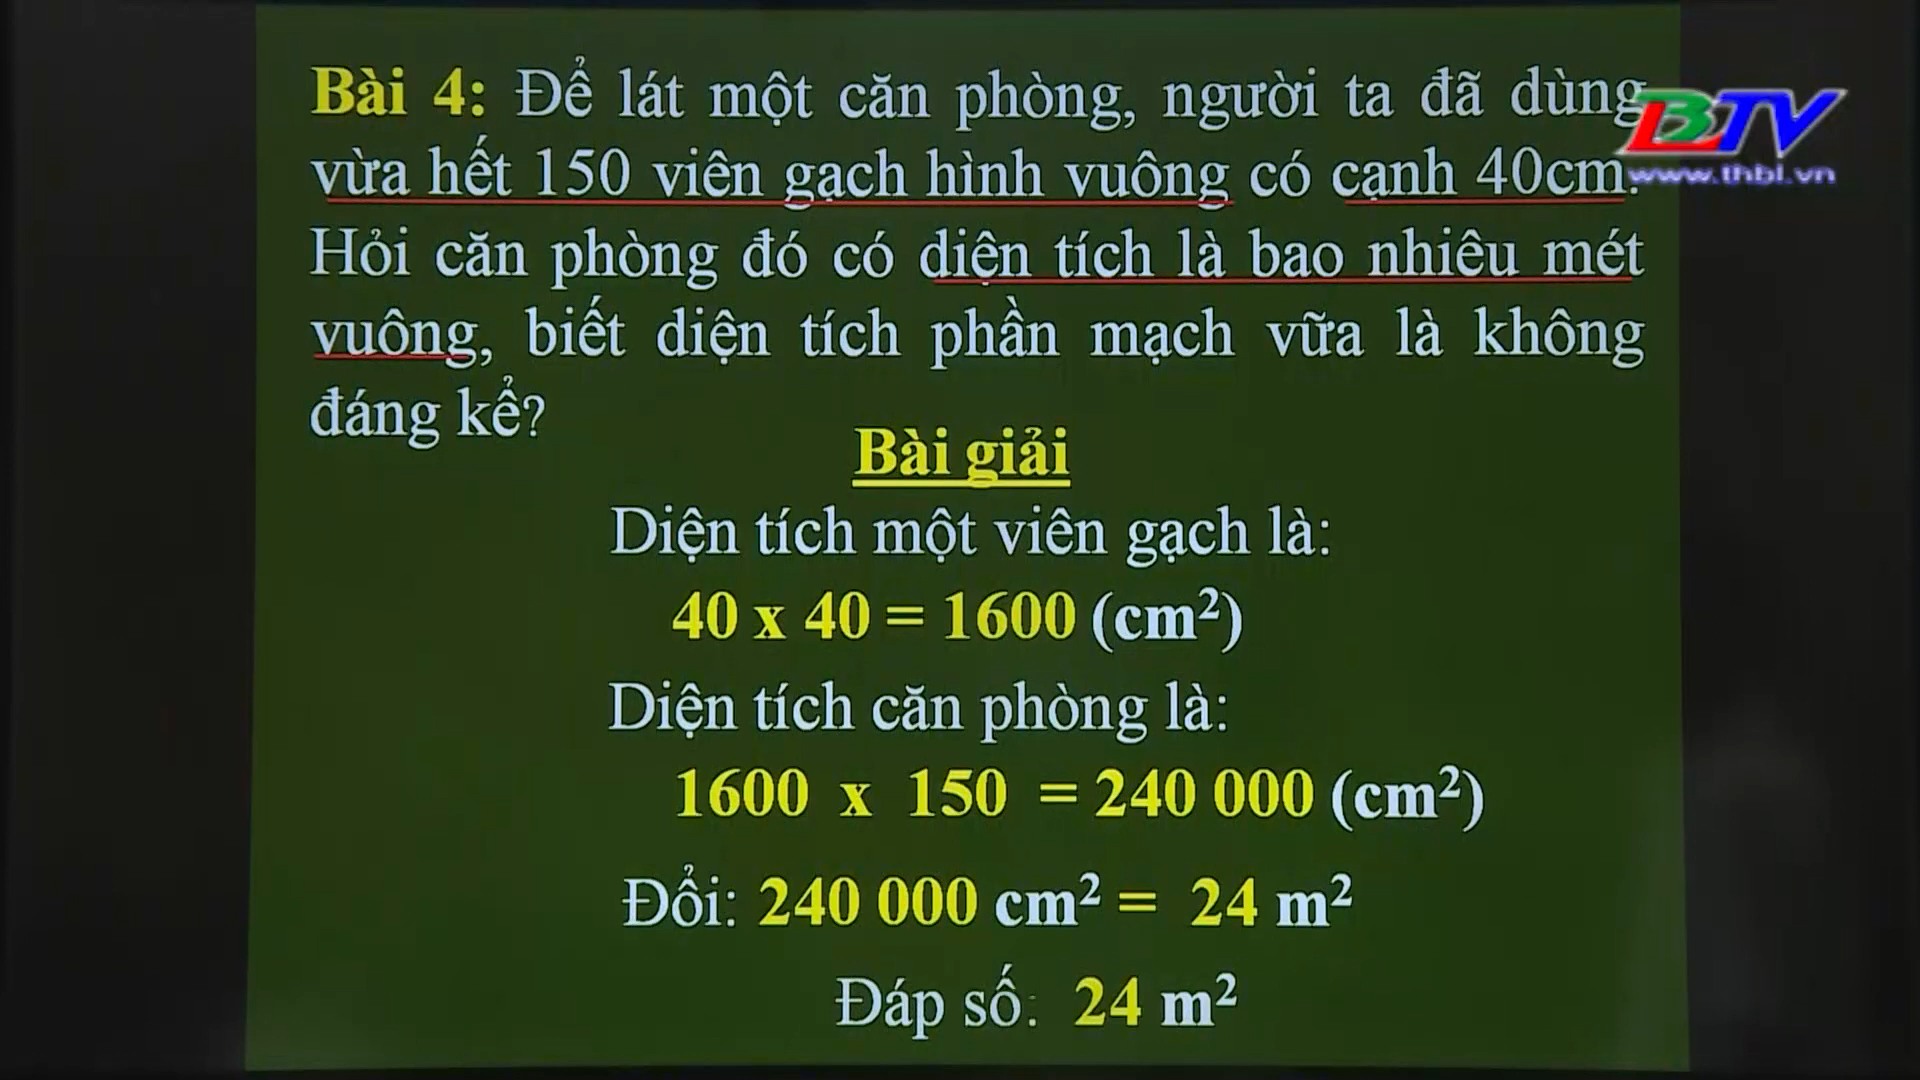 Bài 4: Để lát một căn phòng, người ta đã dùng
vừa hết 150 viên gạch hình vuông có cạnh 40cm.
Hỏi căn phòng đó có diện tích là bao nhiêu mét
vuông, biết diện tích phần mạch vữa là không
đáng kể?
Bài giải
Diện tích một viên gạch là:
40 x 40 = 1600 (cm²)
Diện tích căn phòng là:
1600 x 150 = 240 000 (cm²)
Đổi: 240 000 cm² = 24 m²
Đáp số: 24 m²
BTV
www.thbl.vn